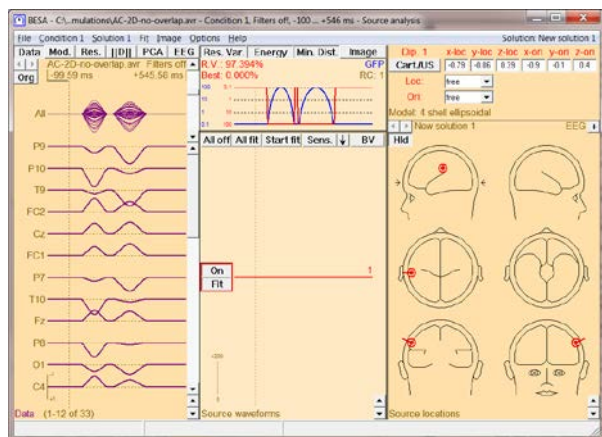 BESA - C:\...mulations\AC-2D-no-overlap.avr - Condition 1, Filters off, -100 ... +546 ms - Source analysis
File Condition 1 Solution 1 Fit Image Options Help
Solution: New solution 1
Data Mod. Res. ||D|| PCA EEG Res. Var. Energy Min. Dist. Image
Dip. 1 x-loc y-loc z-loc x-on y-on z-on
AC-2D-no-overlap.avr Filters off
R.V.: 97.394% GFP
Cart./US -0.79 -0.06 0.39 -0.9 -0.1 0.4
Org -99.59 ms +545.56 ms
Best: 0.000% RC: 1
Loc: free
Ori: free
Model: 4 shell ellipsoidal
New solution 1 EEG
All off All fit Start fit Sens. BV
Hld
All
P9
F10
T9
FC2
Cz
FC1
P7
T10
Fz
P8
O1
C4
On
Fit
1
Data (1-12 of 33)
Source waveforms
Source locations